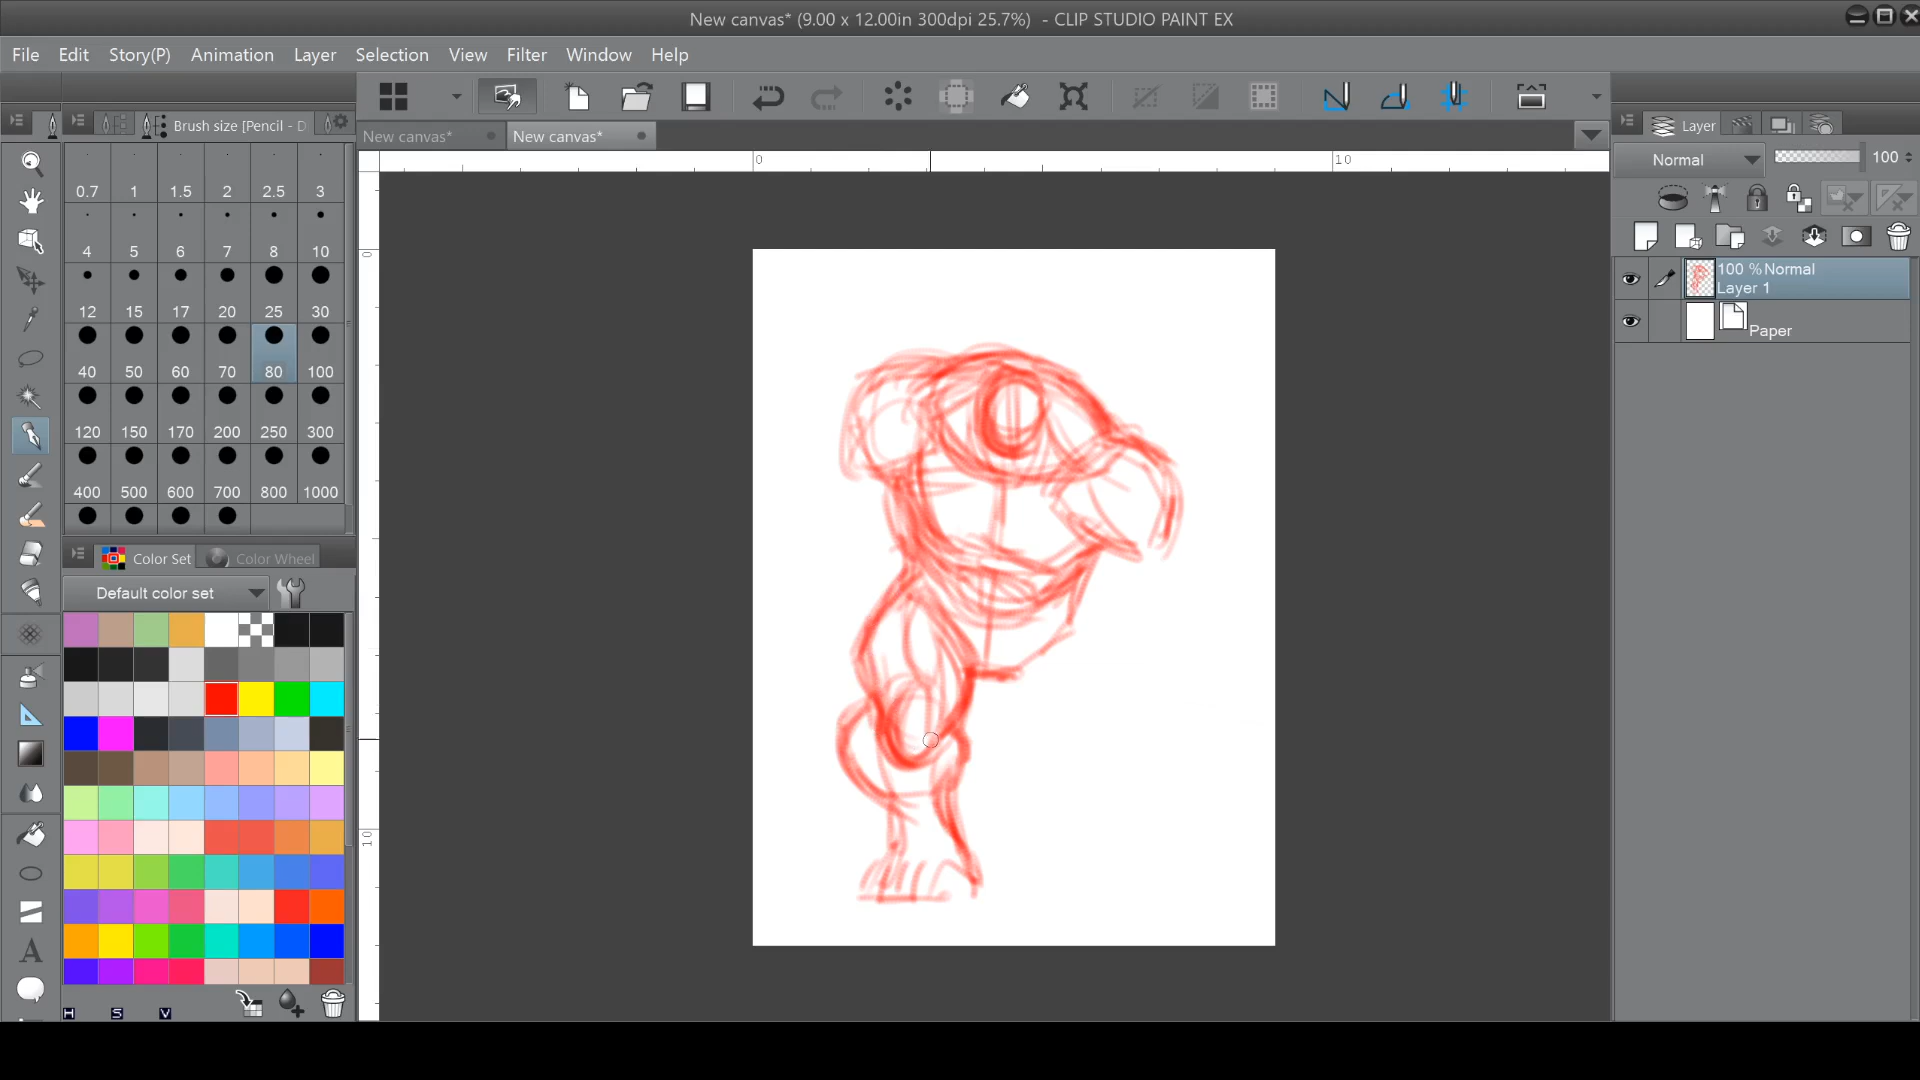 New canvas* (9.00 x 12.00in 300dpi 25.7%)  - CLIP STUDIO PAINT EX
File Edit Story(P) Animation Layer Selection View Filter Window Help
Brush size [Pencil - D
New canvas* New canvas*
Layer
0 10
Normal 100
0.7 1 1.5 2 2.5 3
4 5 6 7 8 10
12 15 17 20 25 30
40 50 60 70 80 100
120 150 170 200 250 300
400 500 600 700 800 1000
0
10
100 %Normal
Layer 1
Paper
Color Set Color Wheel
Default color set
A
H S V